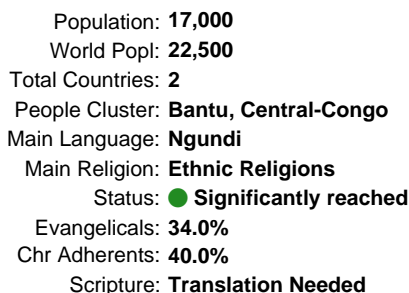 Population: 17,000
World Popl: 22,500
Total Countries: 2
People Cluster: Bantu, Central-Congo
Main Language: Ngundi
Main Religion: Ethnic Religions
Status: Significantly reached
Evangelicals: 34.0%
Chr Adherents: 40.0%
Scripture: Translation Needed